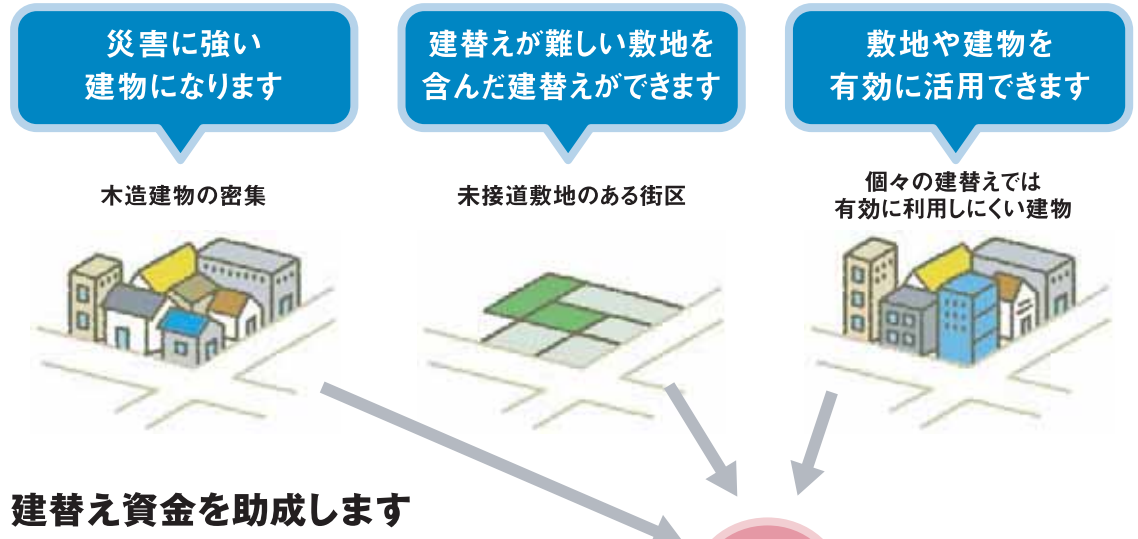 災害に強い
建物になります
建替えが難しい敷地を
含んだ建替えができます
敷地や建物を
有効に活用できます
木造建物の密集
未接道敷地のある街区
個々の建替えでは
有効に利用しにくい建物
建替え資金を助成します